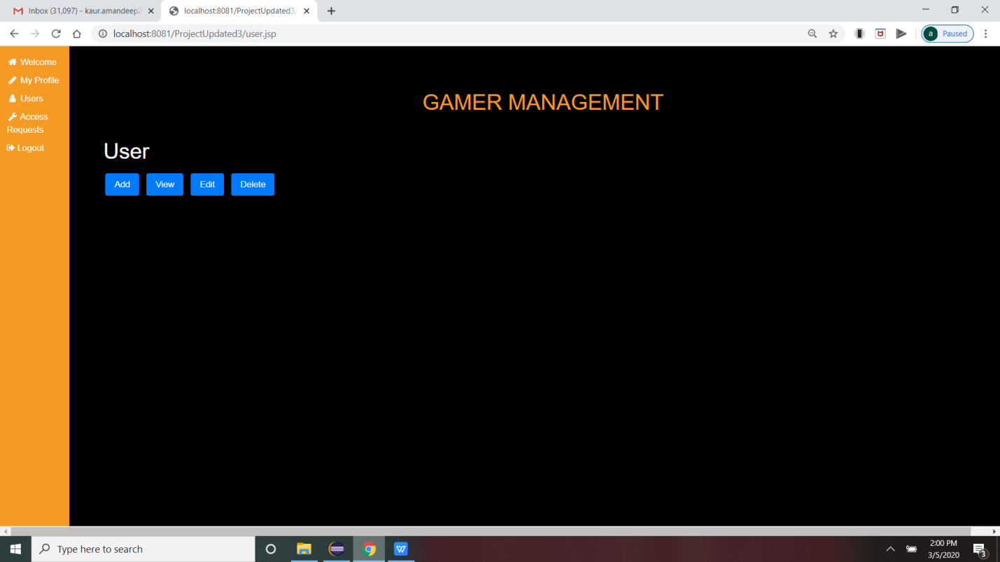 Inbox (31,097) - kaur.amandeep2
localhost:8081/ProjectUpdated3/
localhost:8081/ProjectUpdated3/user.jsp
a Paused
Welcome
My Profile
Users
Access
Requests
Logout
GAMER MANAGEMENT
User
Add View Edit Delete
Type here to search
W
2:00 PM
3/5/2020
3